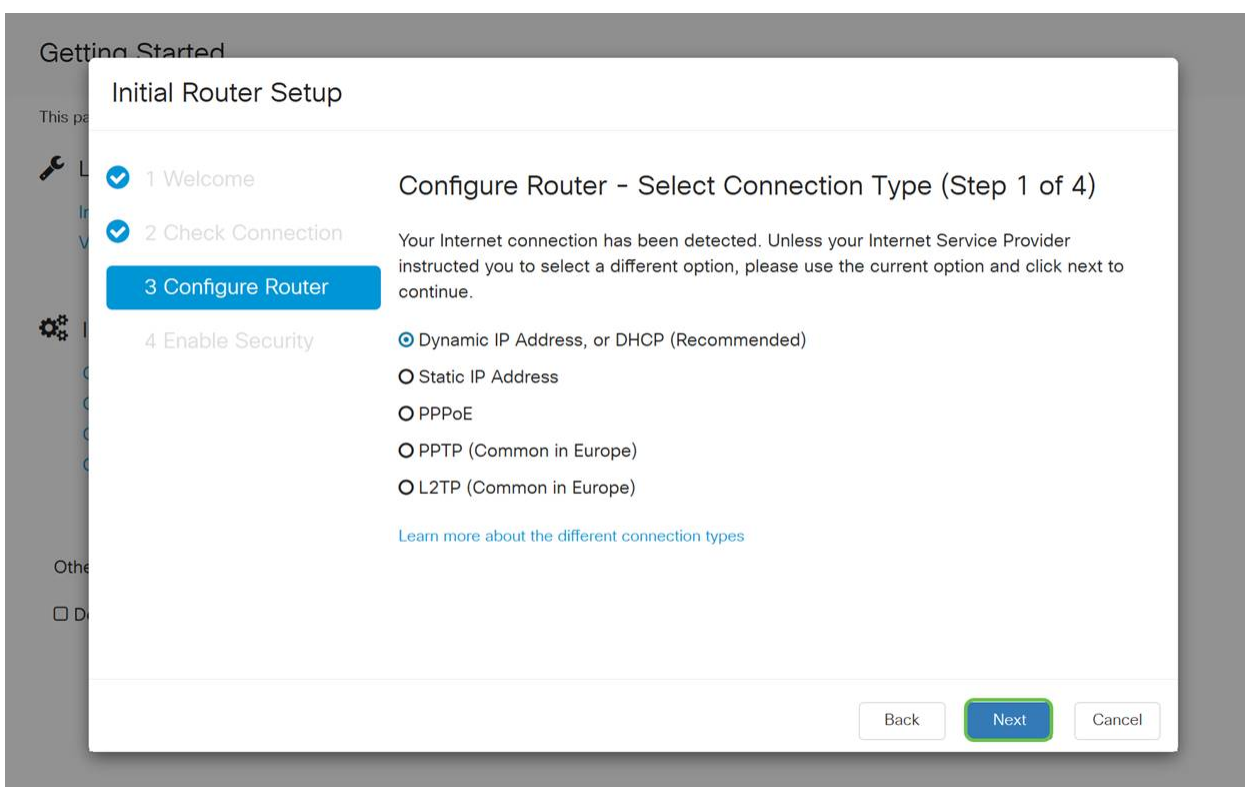 Getting Started
Initial Router Setup
This pa
1 Welcome
2 Check Connection
3 Configure Router
4 Enable Security
Configure Router - Select Connection Type (Step 1 of 4)
Your Internet connection has been detected. Unless your Internet Service Provider
instructed you to select a different option, please use the current option and click next to
continue.
Dynamic IP Address, or DHCP (Recommended)
Static IP Address
PPPoE
PPTP (Common in Europe)
L2TP (Common in Europe)
Learn more about the different connection types
Othe
Back
Next
Cancel